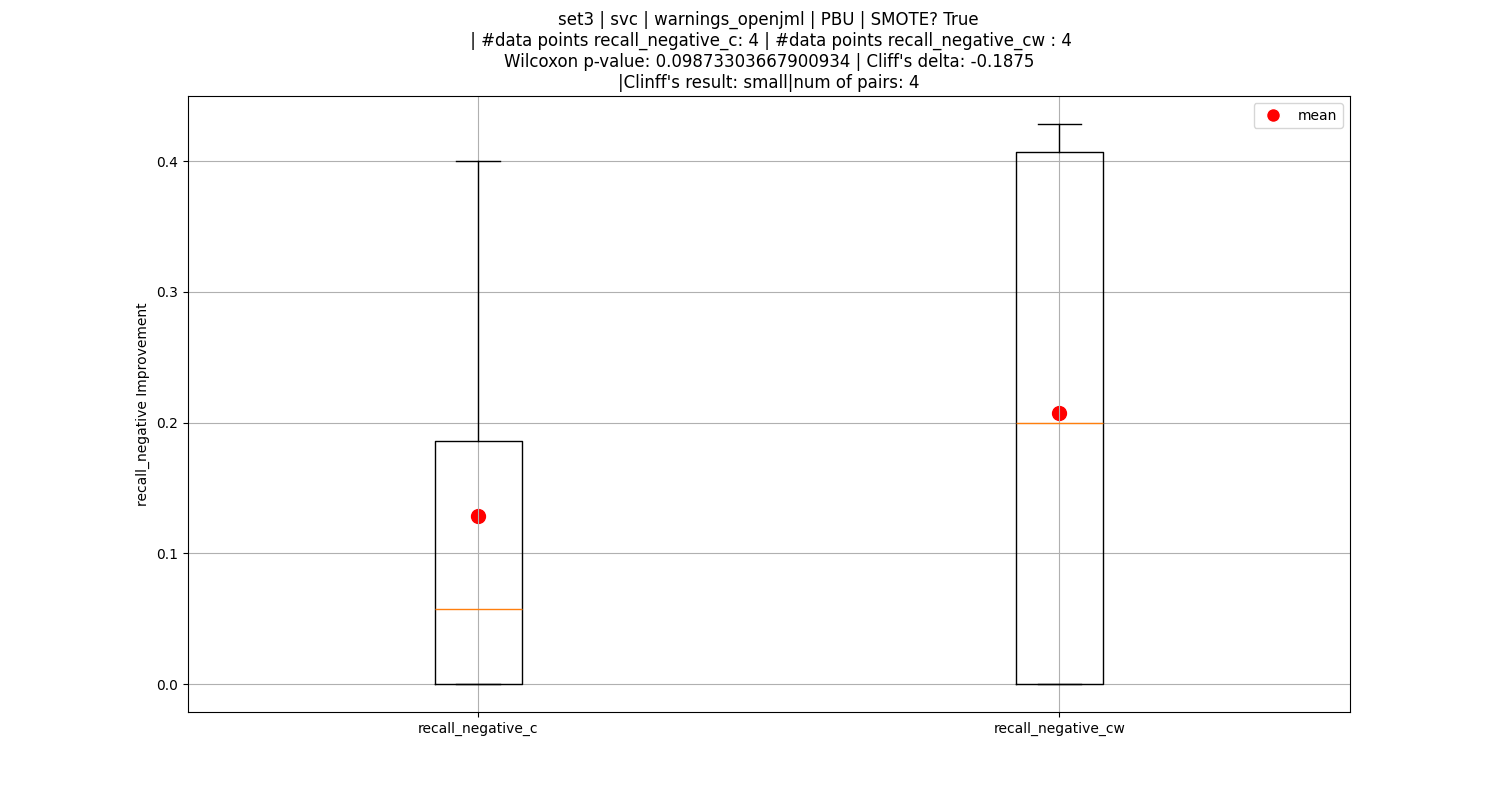 set3 | svc | warnings_openjml | PBU | SMOTE? True
| #data points recall_negative_c: 4 | #data points recall_negative_cw : 4
Wilcoxon p-value: 0.09873303667900934 | Cliff's delta: -0.1875
|Clinff's result: small|num of pairs: 4
mean
0.4
0.3
0.2
0.1
0.0
recall_negative Improvement
recall_negative_c
recall_negative_cw